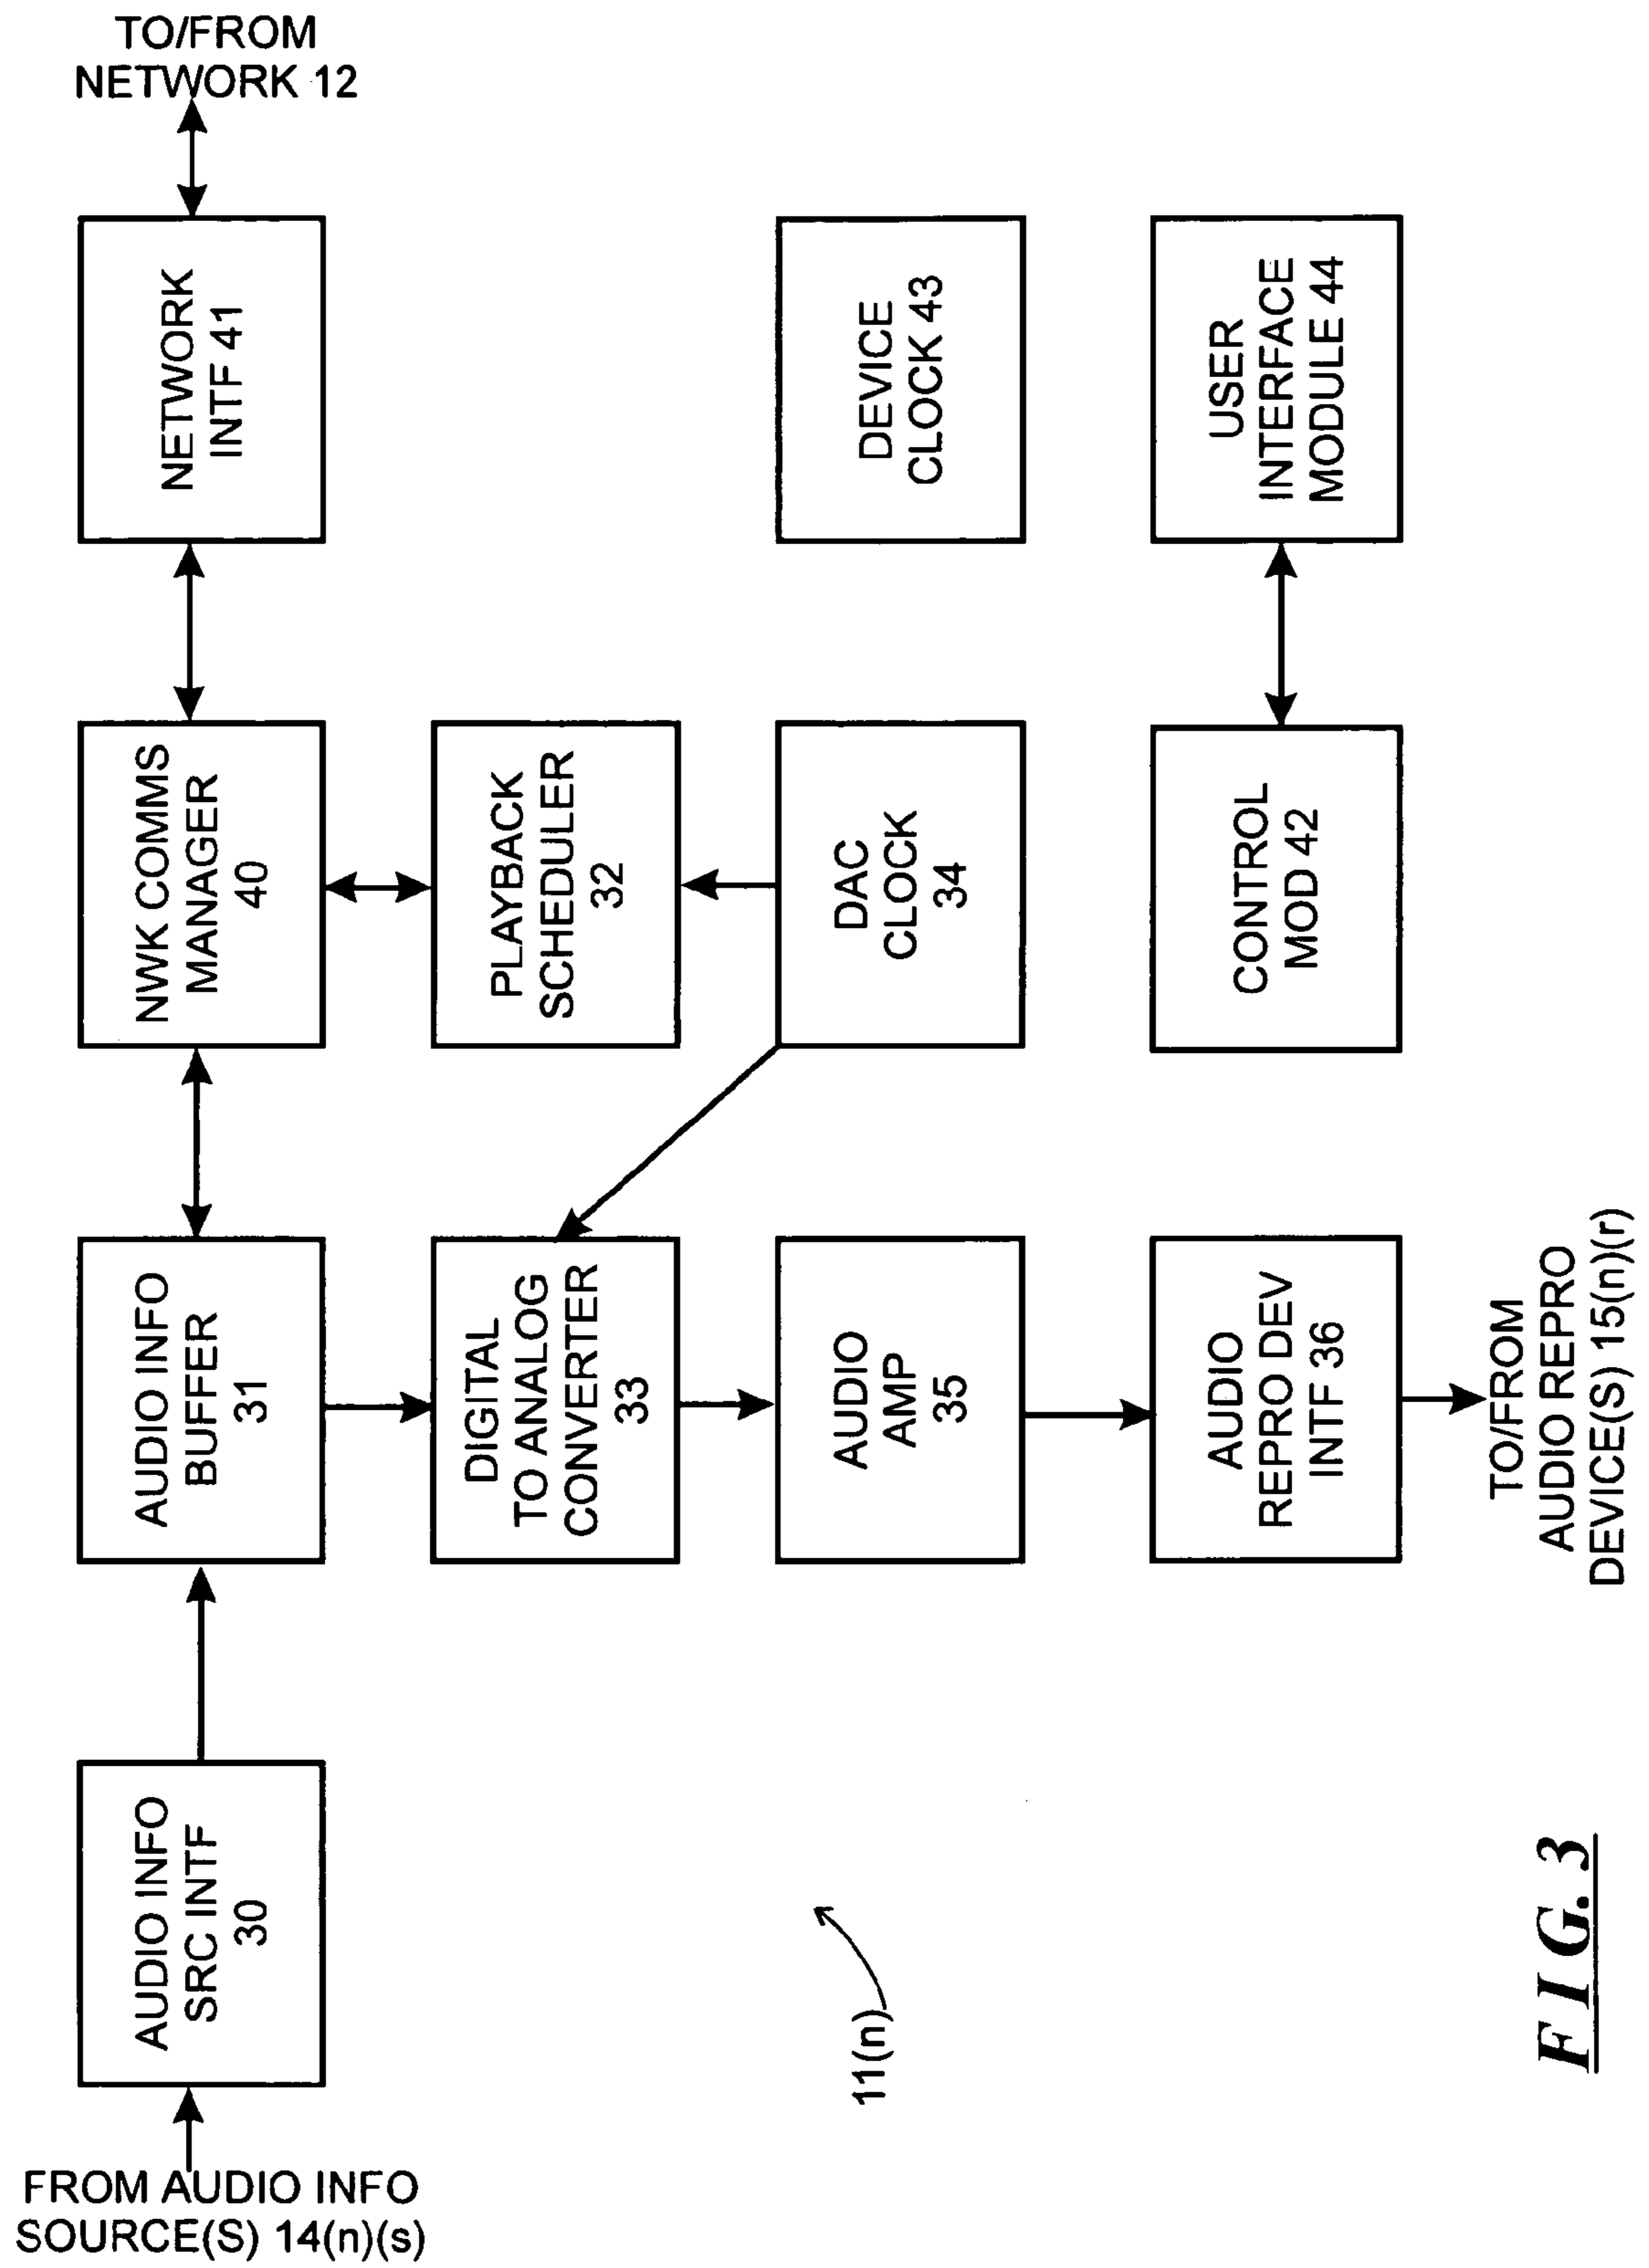 TO/FROM
NETWORK 12
NETWORK
INTF 41
DEVICE
CLOCK 43
USER
INTERFACE
MODULE 44
NWK COMMS
MANAGER
40
PLAYBACK
SCHEDULER
32
DAC
CLOCK
34
CONTROL
MOD 42
AUDIO INFO
BUFFER
31
DIGITAL
TO ANALOG
CONVERTER
33
AUDIO
AMP
35
AUDIO
REPRO DEV
INTF 36
TO/FROM
AUDIO REPRO
DEVICE(S) 15(n)(r)
AUDIO INFO
SRC INTF
30
11(n)
FIG. 3
FROM AUDIO INFO
SOURCE(S) 14(n)(s)